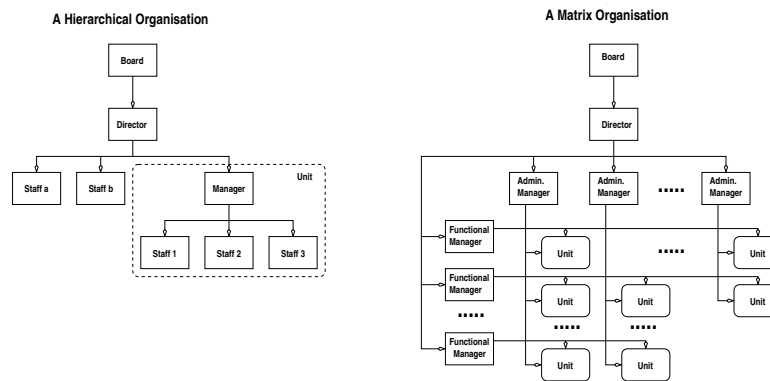 A Hierarchical Organisation
Board
Director
Staff a
Staff b
Manager
Unit
Staff 1
Staff 2
Staff 3
A Matrix Organisation
Board
Director
Admin.
Manager
Admin.
Manager
.....
Admin.
Manager
Functional
Manager
Unit
.....
Unit
Functional
Manager
Unit
Unit
Unit
.....
.....
.....
Functional
Manager
Unit
Unit